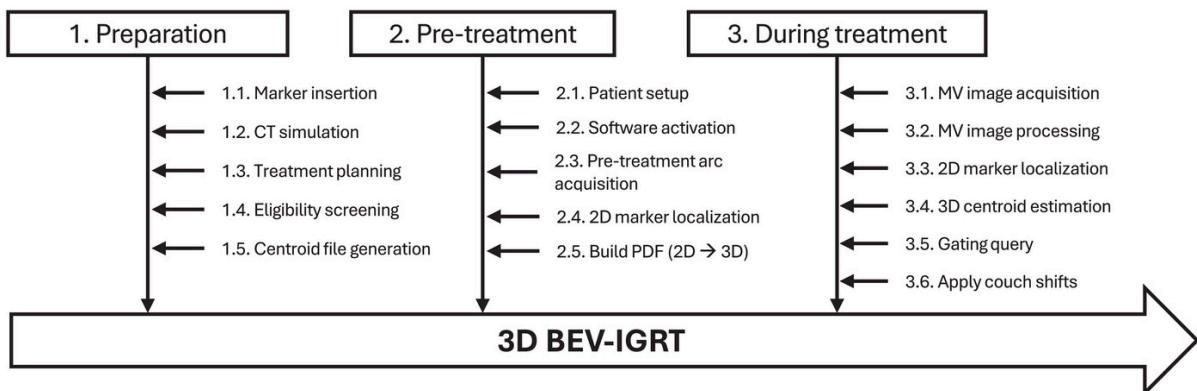 1. Preparation
1.1. Marker insertion
1.2. CT simulation
1.3. Treatment planning
1.4. Eligibility screening
1.5. Centroid file generation
2. Pre-treatment
2.1. Patient setup
2.2. Software activation
2.3. Pre-treatment arc
acquisition
2.4. 2D marker localization
2.5. Build PDF (2D → 3D)
3. During treatment
3.1. MV image acquisition
3.2. MV image processing
3.3. 2D marker localization
3.4. 3D centroid estimation
3.5. Gating query
3.6. Apply couch shifts
3D BEV-IGRT